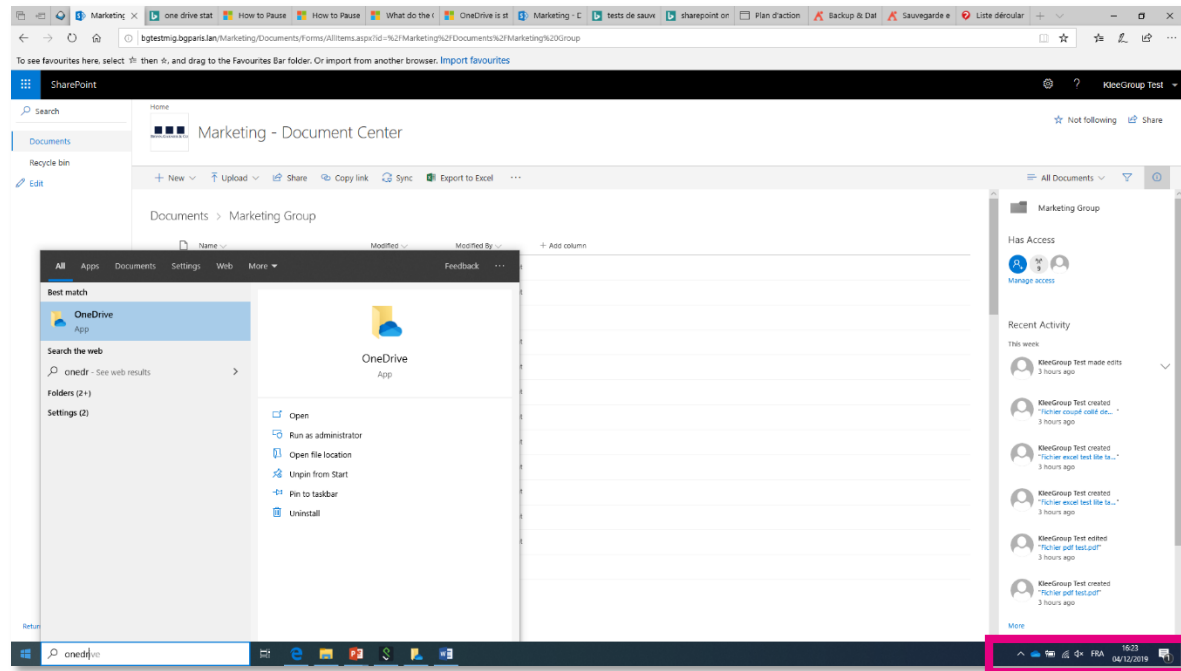 Marketing
one drive stat
How to Pause
How to Pause
What do the (
OneDrive is st
Marketing - D
tests de sauve
sharepoint on
Plan d'action
Backup & Dat
Sauvegarde e
Liste déroular
bgtestmig.bgparis.lan/Marketing/Documents/Forms/AllItems.aspx?id=%2FMarketing%2FDocuments%2FMarketing%20Group
To see favourites here, select then ☆, and drag to the Favourites Bar folder. Or import from another browser. Import favourites
SharePoint
? KleeGroup Test
Search
Home
Marketing - Document Center
Not following Share
Documents
Recycle bin
Edit
+ New Upload Share Copy link Sync Export to Excel ...
All Documents
Documents > Marketing Group
Name Modified Modified By + Add column
Marketing Group
Has Access
9
Manage access
Recent Activity
This week
KleeGroup Test made edits
3 hours ago
KleeGroup Test created
"Fichier coupé collé de... "
3 hours ago
KleeGroup Test created
"Fichier excel test lite ta..."
3 hours ago
KleeGroup Test created
"Fichier excel test lite ta..."
3 hours ago
KleeGroup Test edited
"Fichier pdf test.pdf"
3 hours ago
KleeGroup Test created
"Fichier pdf test.pdf"
3 hours ago
More
All Apps Documents Settings Web More
Feedback ...
Best match
OneDrive
App
Search the web
onedr - See web results
Folders (2+)
Settings (2)
OneDrive
App
Open
Run as administrator
Open file location
Unpin from Start
Pin to taskbar
Uninstall
Retur
onedrive
FRA
16:23
04/12/2019